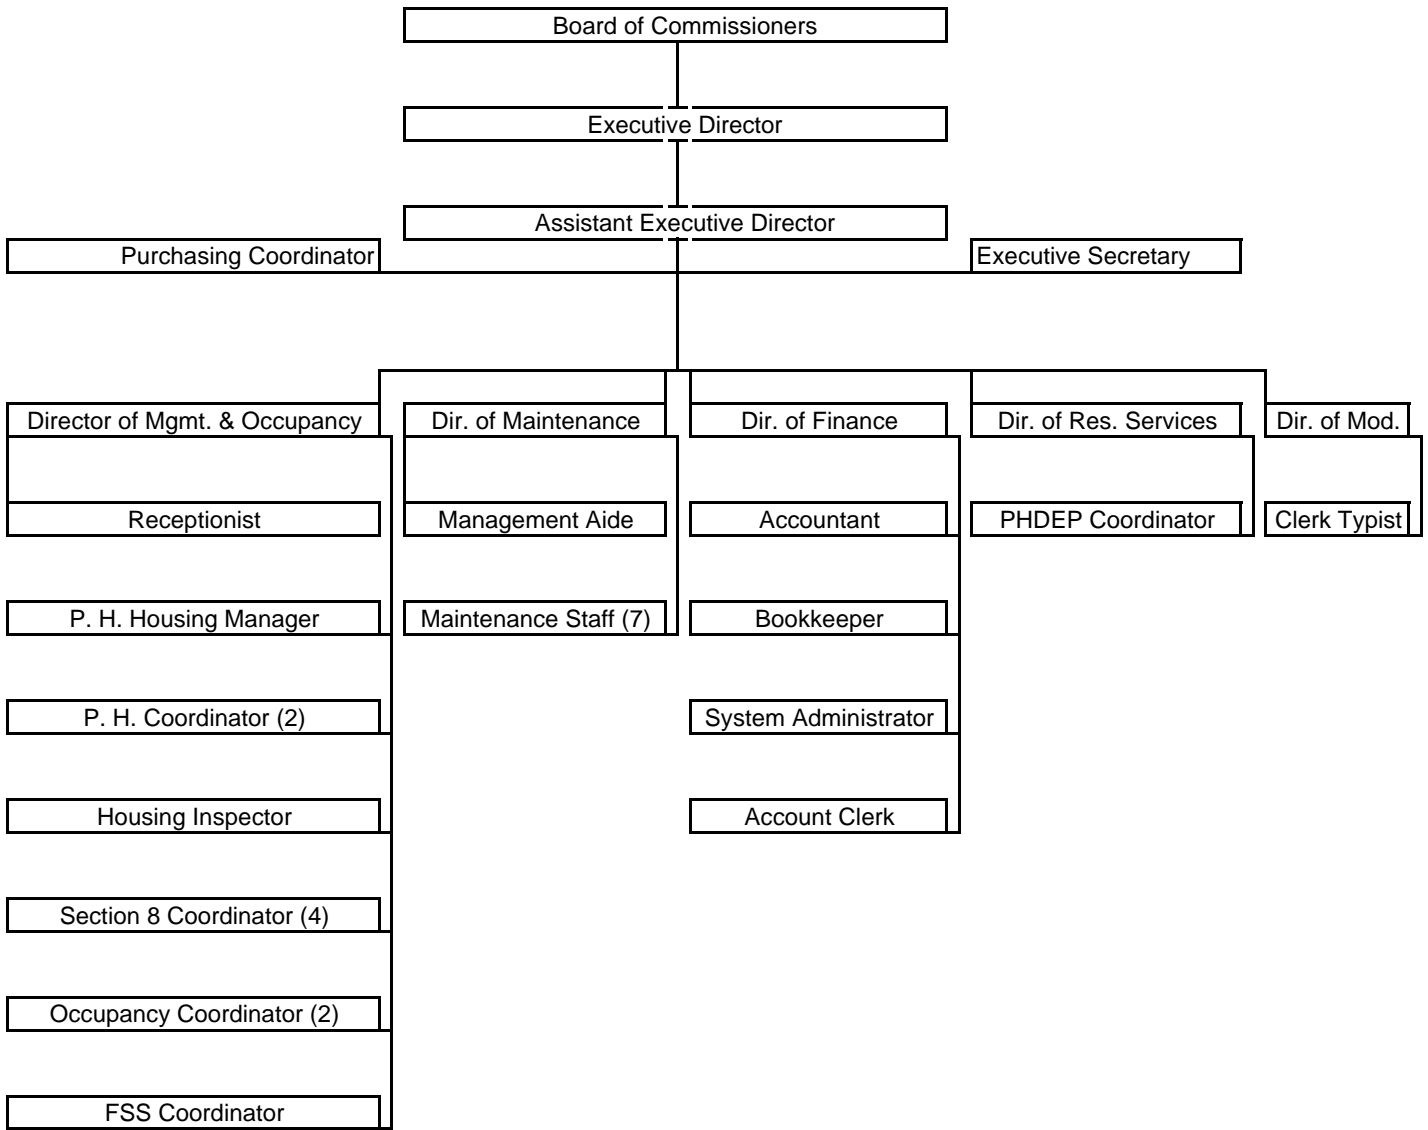 Board of Commissioners
Executive Director
Assistant Executive Director
Purchasing Coordinator
Executive Secretary
Director of Mgmt. & Occupancy
Dir. of Maintenance
Dir. of Finance
Dir. of Res. Services
Dir. of Mod.
Receptionist
Management Aide
Accountant
PHDEP Coordinator
Clerk Typist
P. H. Housing Manager
Maintenance Staff (7)
Bookkeeper
P. H. Coordinator (2)
System Administrator
Housing Inspector
Account Clerk
Section 8 Coordinator (4)
Occupancy Coordinator (2)
FSS Coordinator